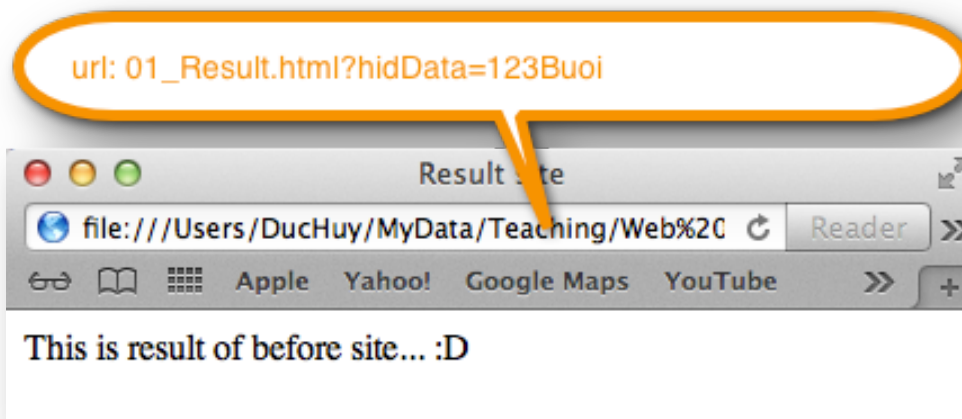 url: 01_Result.html?hidData=123Buoi
Result site
file:///Users/DucHuy/MyData/Teaching/Web%20 Reader
Apple Yahoo! Google Maps YouTube
This is result of before site... :D